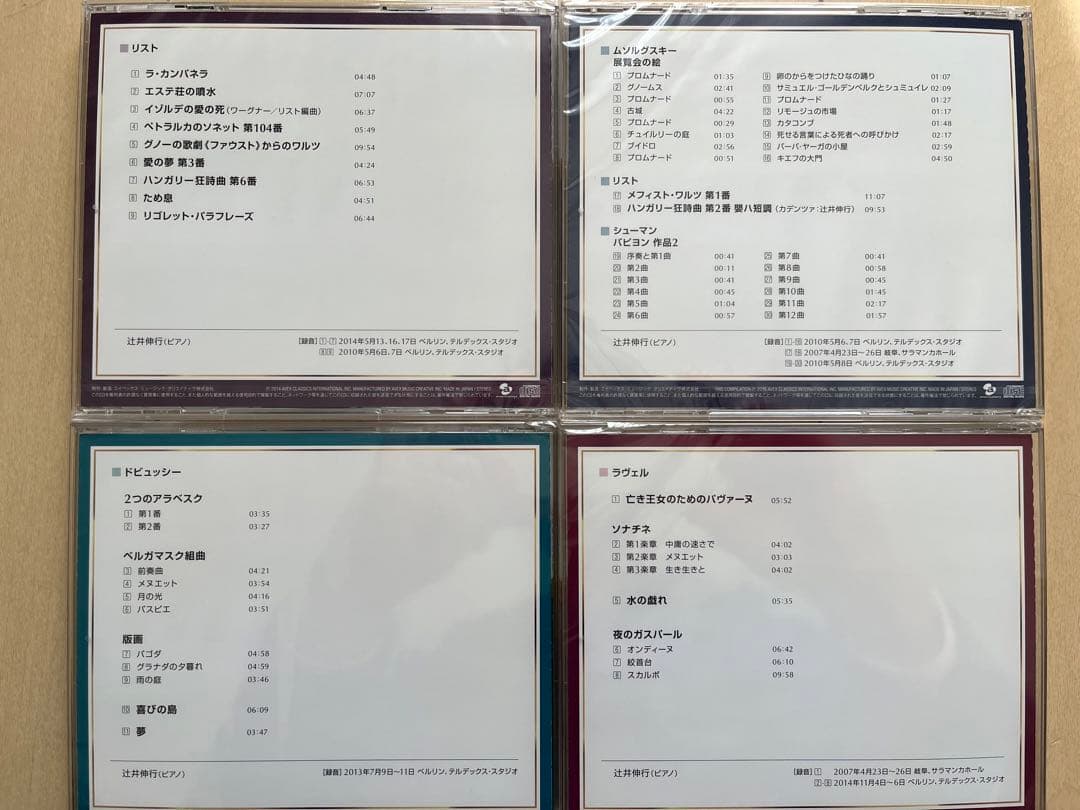 リスト
1 ラ・カンパネラ 04:48
2 エステ荘の噴水 07:07
3 イゾルデの愛の死(ワーグナー/リスト編曲) 06:37
4 ペトラルカのソネット 第104番 05:49
5 グノーの歌劇《ファウスト》からのワルツ 09:54
6 愛の夢 第3番 04:24
7 ハンガリー狂詩曲 第6番 06:53
8 ため息 04:51
9 リゴレット・パラフレーズ 06:44
辻井伸行(ピアノ) [録音]1-7 2014年5月13、16、17日 ベルリン、テルデックス・スタジオ
8 9 2010年5月6日、7日 ベルリン、テルデックス・スタジオ
ムソルグスキー
展覧会の絵
1 プロムナード 01:35
2 グノームス 02:41
3 プロムナード 00:55
4 古城 04:22
5 プロムナード 00:29
6 チュイルリーの庭 01:03
7 ブイドロ 02:56
8 プロムナード 00:51
9 卵のからをつけたひなの踊り 01:07
10 サミュエル・ゴールデンベルクとシュミュイレ 02:09
11 プロムナード 01:27
12 リモージュの市場 01:17
13 カタコンブ 01:48
14 死せる言葉による死者への呼びかけ 02:17
15 バーバ・ヤーガの小屋 02:59
16 キエフの大門 04:50
リスト
17 メフィスト・ワルツ 第1番 11:07
18 ハンガリー狂詩曲 第2番 嬰ハ短調(カデンツァ:辻井伸行) 09:53
シューマン
パピヨン 作品2
19 序奏と第1曲 00:41
20 第2曲 00:11
21 第3曲 00:41
22 第4曲 00:45
23 第5曲 01:04
24 第6曲 00:57
25 第7曲 00:41
26 第8曲 00:58
27 第9曲 00:45
28 第10曲 01:45
29 第11曲 02:17
30 第12曲 01:57
辻井伸行(ピアノ) [録音]1-16 2010年5月6、7日 ベルリン、テルデックス・スタジオ
17 18 2007年4月23日〜26日 岐阜、サラマンカホール
19-30 2010年5月8日 ベルリン、テルデックス・スタジオ
ドビュッシー
2つのアラベスク
1 第1番 03:35
2 第2番 03:27
ベルガマスク組曲
3 前奏曲 04:21
4 メヌエット 03:54
5 月の光 04:16
6 パスピエ 03:51
版画
7 パゴダ 04:58
8 グラナダの夕暮れ 04:59
9 雨の庭 03:46
10 喜びの島 06:09
11 夢 03:47
辻井伸行(ピアノ) [録音]2013年7月9日〜11日 ベルリン、テルデックス・スタジオ
ラヴェル
1 亡き王女のためのパヴァーヌ 05:52
ソナチネ
2 第1楽章 中庸の速さで 04:02
3 第2楽章 メヌエット 03:03
4 第3楽章 生き生きと 04:02
5 水の戯れ 05:35
夜のガスパール
6 オンディーヌ 06:42
7 絞首台 06:10
8 スカルボ 09:58
辻井伸行(ピアノ) [録音]1 2007年4月23日〜26日 岐阜、サラマンカホール
2-8 2014年11月4日〜6日 ベルリン、テルデックス・スタジオ